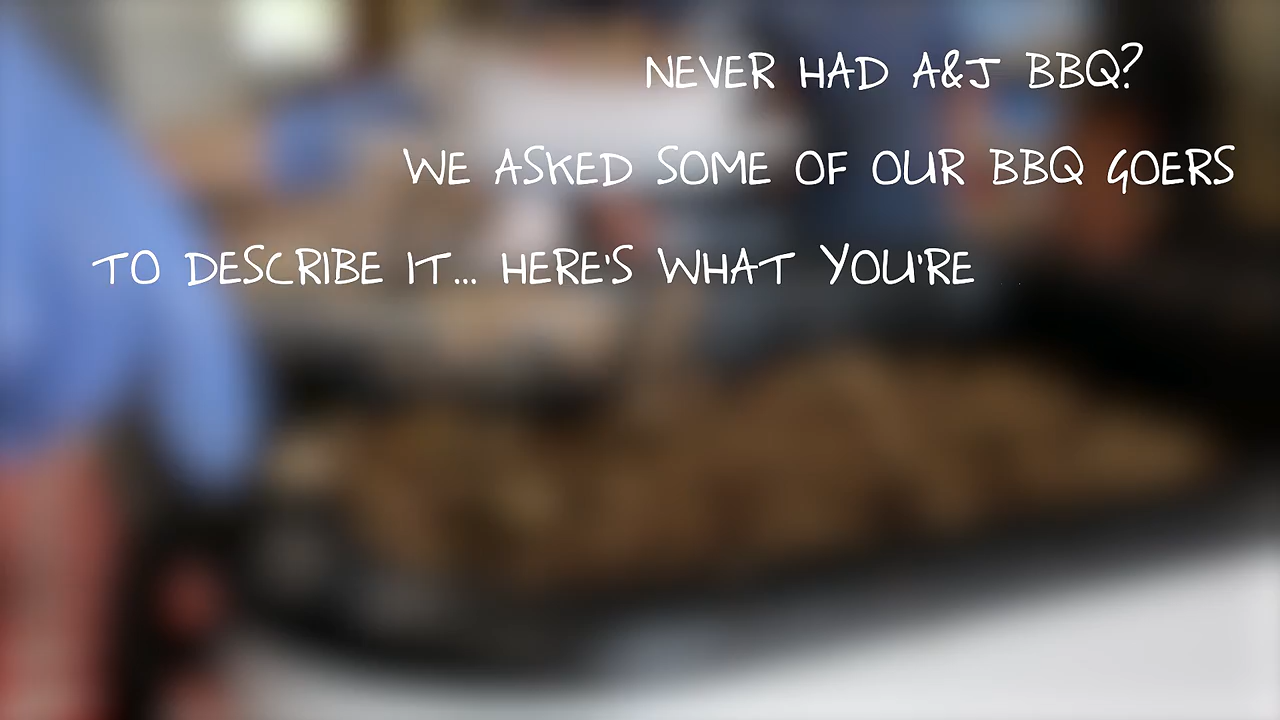 NEVER HAD A&J BBQ?
WE ASKED SOME OF OUR BBQ GOERS
TO DESCRIBE IT... HERE'S WHAT YOU'RE